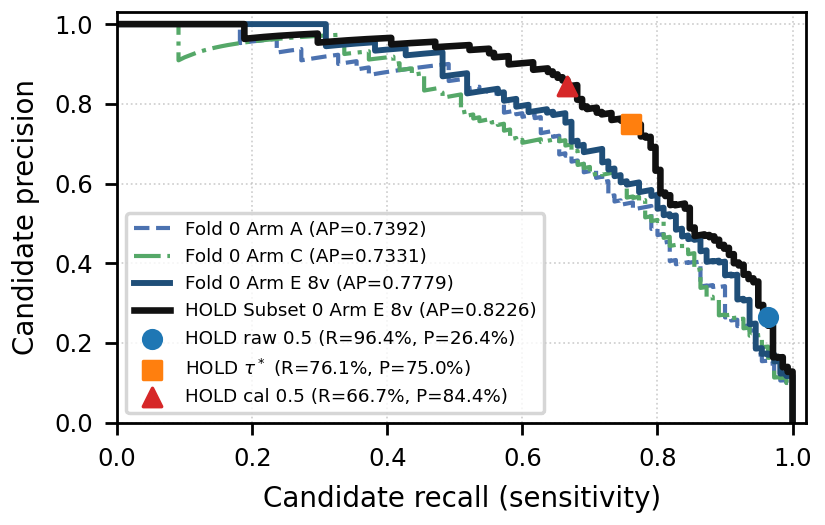 1.0
0.8
0.6
0.4
0.2
0.0
Candidate precision
Fold 0 Arm A (AP=0.7392)
Fold 0 Arm C (AP=0.7331)
Fold 0 Arm E 8v (AP=0.7779)
HOLD Subset 0 Arm E 8v (AP=0.8226)
HOLD raw 0.5 (R=96.4%, P=26.4%)
HOLD τ* (R=76.1%, P=75.0%)
HOLD cal 0.5 (R=66.7%, P=84.4%)
0.0 0.2 0.4 0.6 0.8 1.0
Candidate recall (sensitivity)